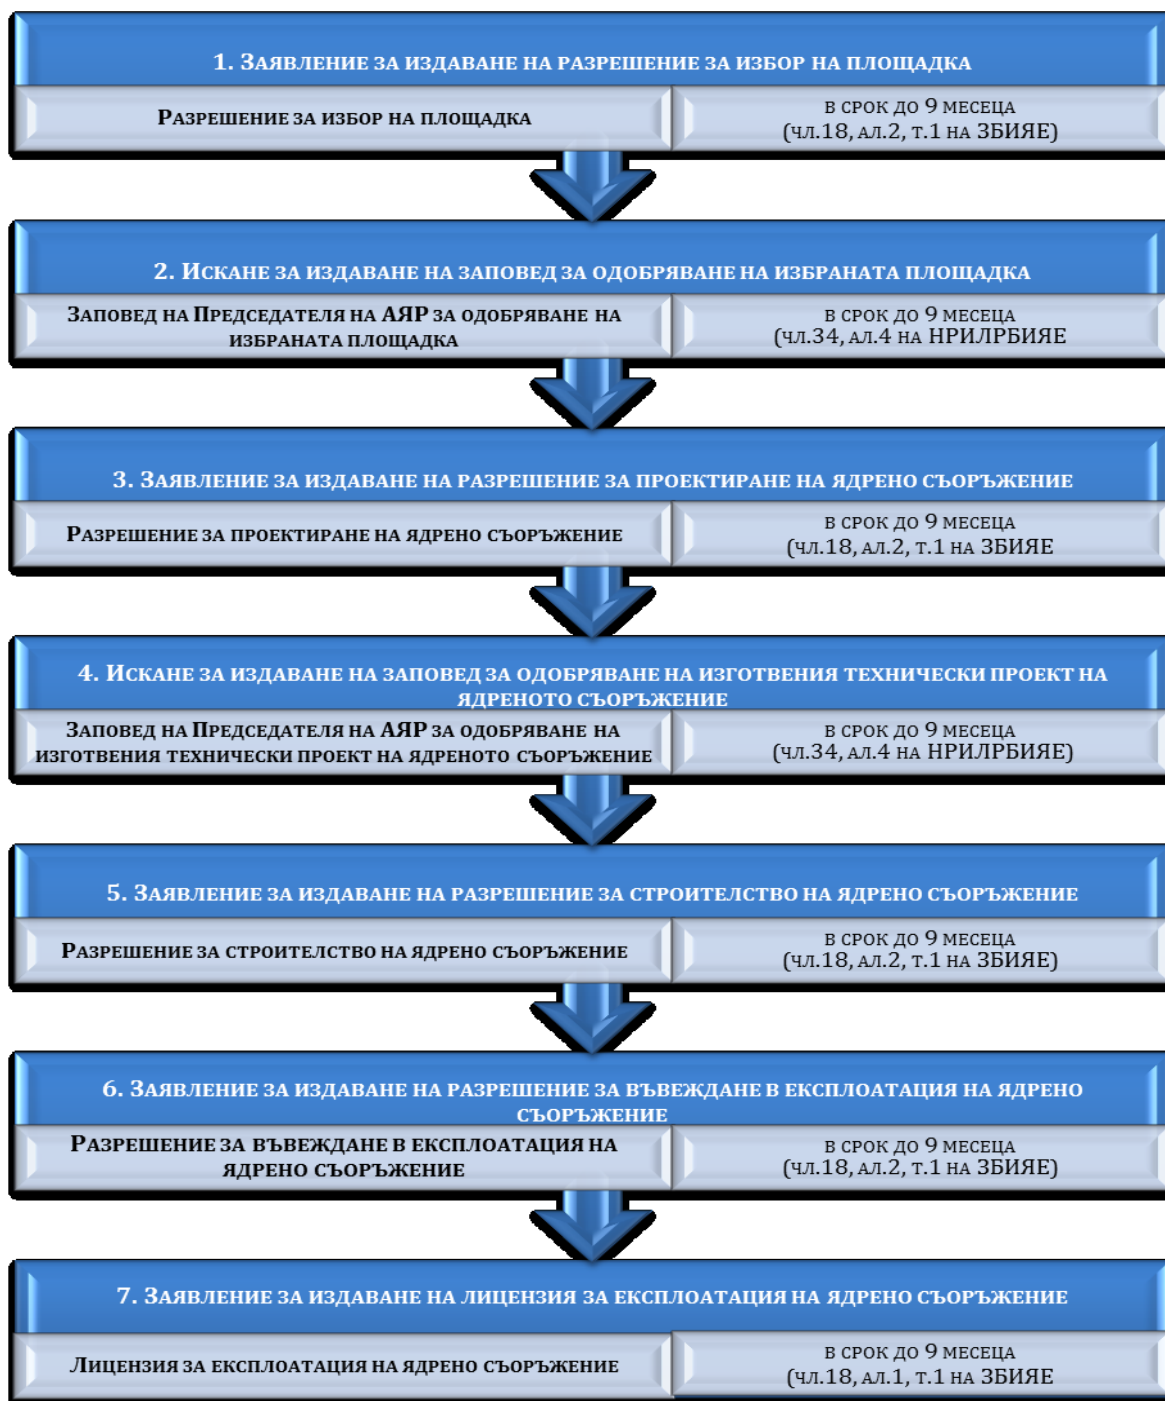 1. Заявление за издаване на разрешение за избор на площадка
Разрешение за избор на площадка
в срок до 9 месеца
(чл.18, ал.2, т.1 на ЗБИЯЕ)
2. Искане за издаване на заповед за одобряване на избраната площадка
Заповед на Председателя на АЯР за одобряване на
избраната площадка
в срок до 9 месеца
(чл.34, ал.4 на НРИЛРБИЯЕ
3. Заявление за издаване на разрешение за проектиране на ядрено съоръжение
Разрешение за проектиране на ядрено съоръжение
в срок до 9 месеца
(чл.18, ал.2, т.1 на ЗБИЯЕ
4. Искане за издаване на заповед за одобряване на изготвения технически проект на
ядреното съоръжение
Заповед на Председателя на АЯР за одобряване на
изготвения технически проект на ядреното съоръжение
в срок до 9 месеца
(чл.34, ал.4 на НРИЛРБИЯЕ)
5. Заявление за издаване на разрешение за строителство на ядрено съоръжение
Разрешение за строителство на ядрено съоръжение
в срок до 9 месеца
(чл.18, ал.2, т.1 на ЗБИЯЕ)
6. Заявление за издаване на разрешение за въвеждане в експлоатация на ядрено
съоръжение
Разрешение за въвеждане в експлоатация на
ядрено съоръжение
в срок до 9 месеца
(чл.18, ал.2, т.1 на ЗБИЯЕ)
7. Заявление за издаване на лицензия за експлоатация на ядрено съоръжение
Лицензия за експлоатация на ядрено съоръжение
в срок до 9 месеца
(чл.18, ал.1, т.1 на ЗБИЯЕ